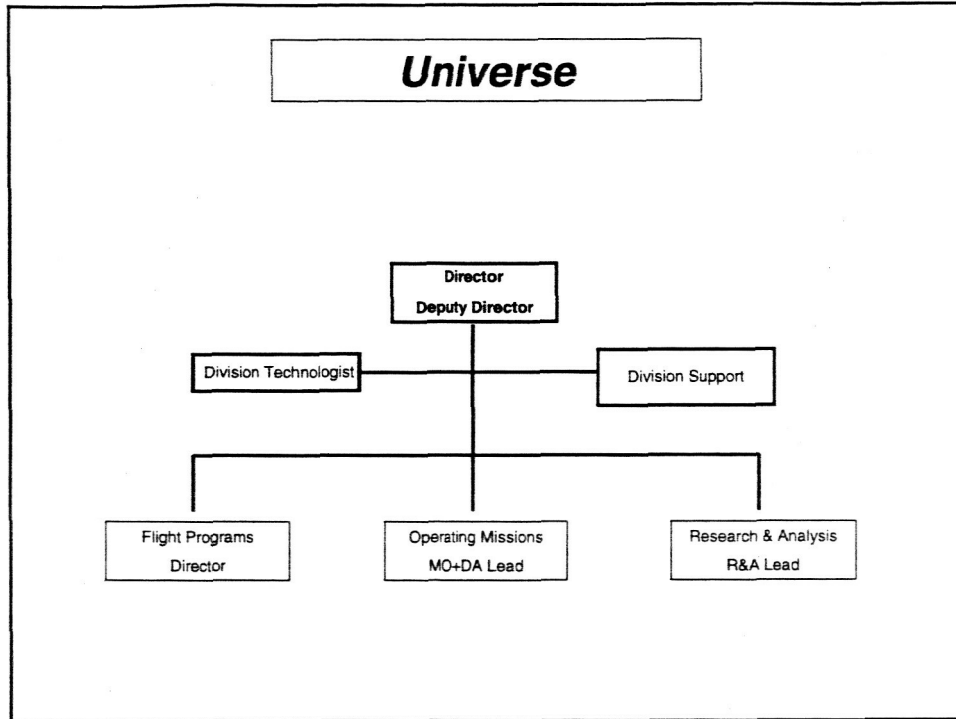 Universe
Director
Deputy Director
Division Technologist
Division Support
Flight Programs
Director
Operating Missions
MO+DA Lead
Research & Analysis
R&A Lead